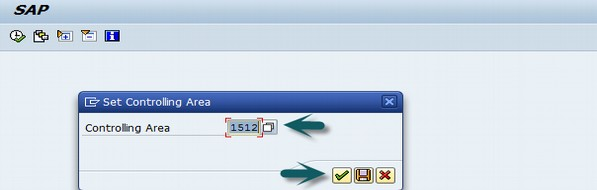 SAP
Set Controlling Area
Controlling Area 1512